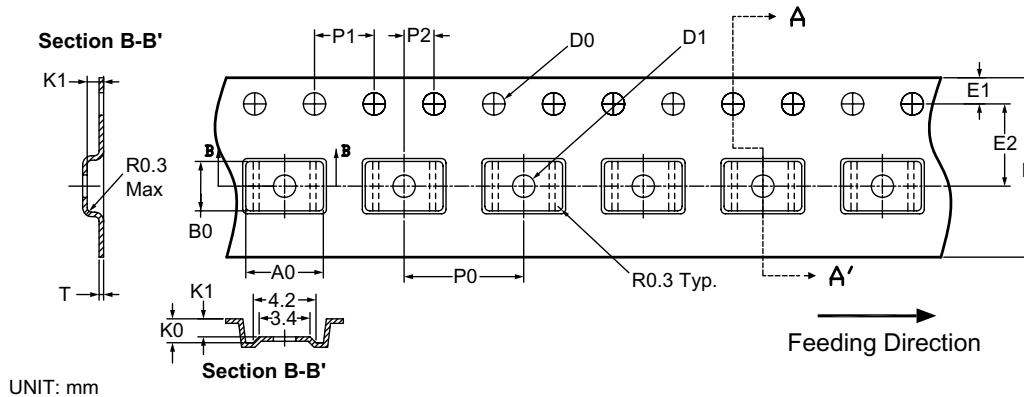 Section B-B'
P1
P2
D0
D1
A
K1
E1
E2
B
B
R0.3
Max
B0
T
A0
P0
R0.3 Typ.
A'
K1
K0
4.2
3.4
Section B-B'
Feeding Direction
UNIT: mm